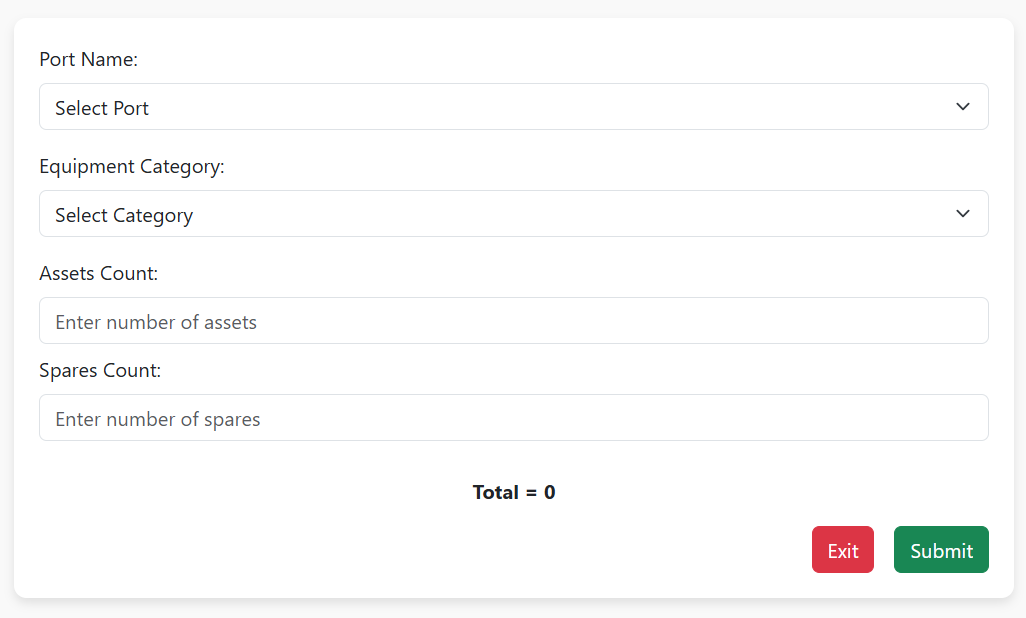 Port Name:
Select Port
Equipment Category:
Select Category
Assets Count:
Enter number of assets
Spares Count:
Enter number of spares
Total = 0
Exit Submit